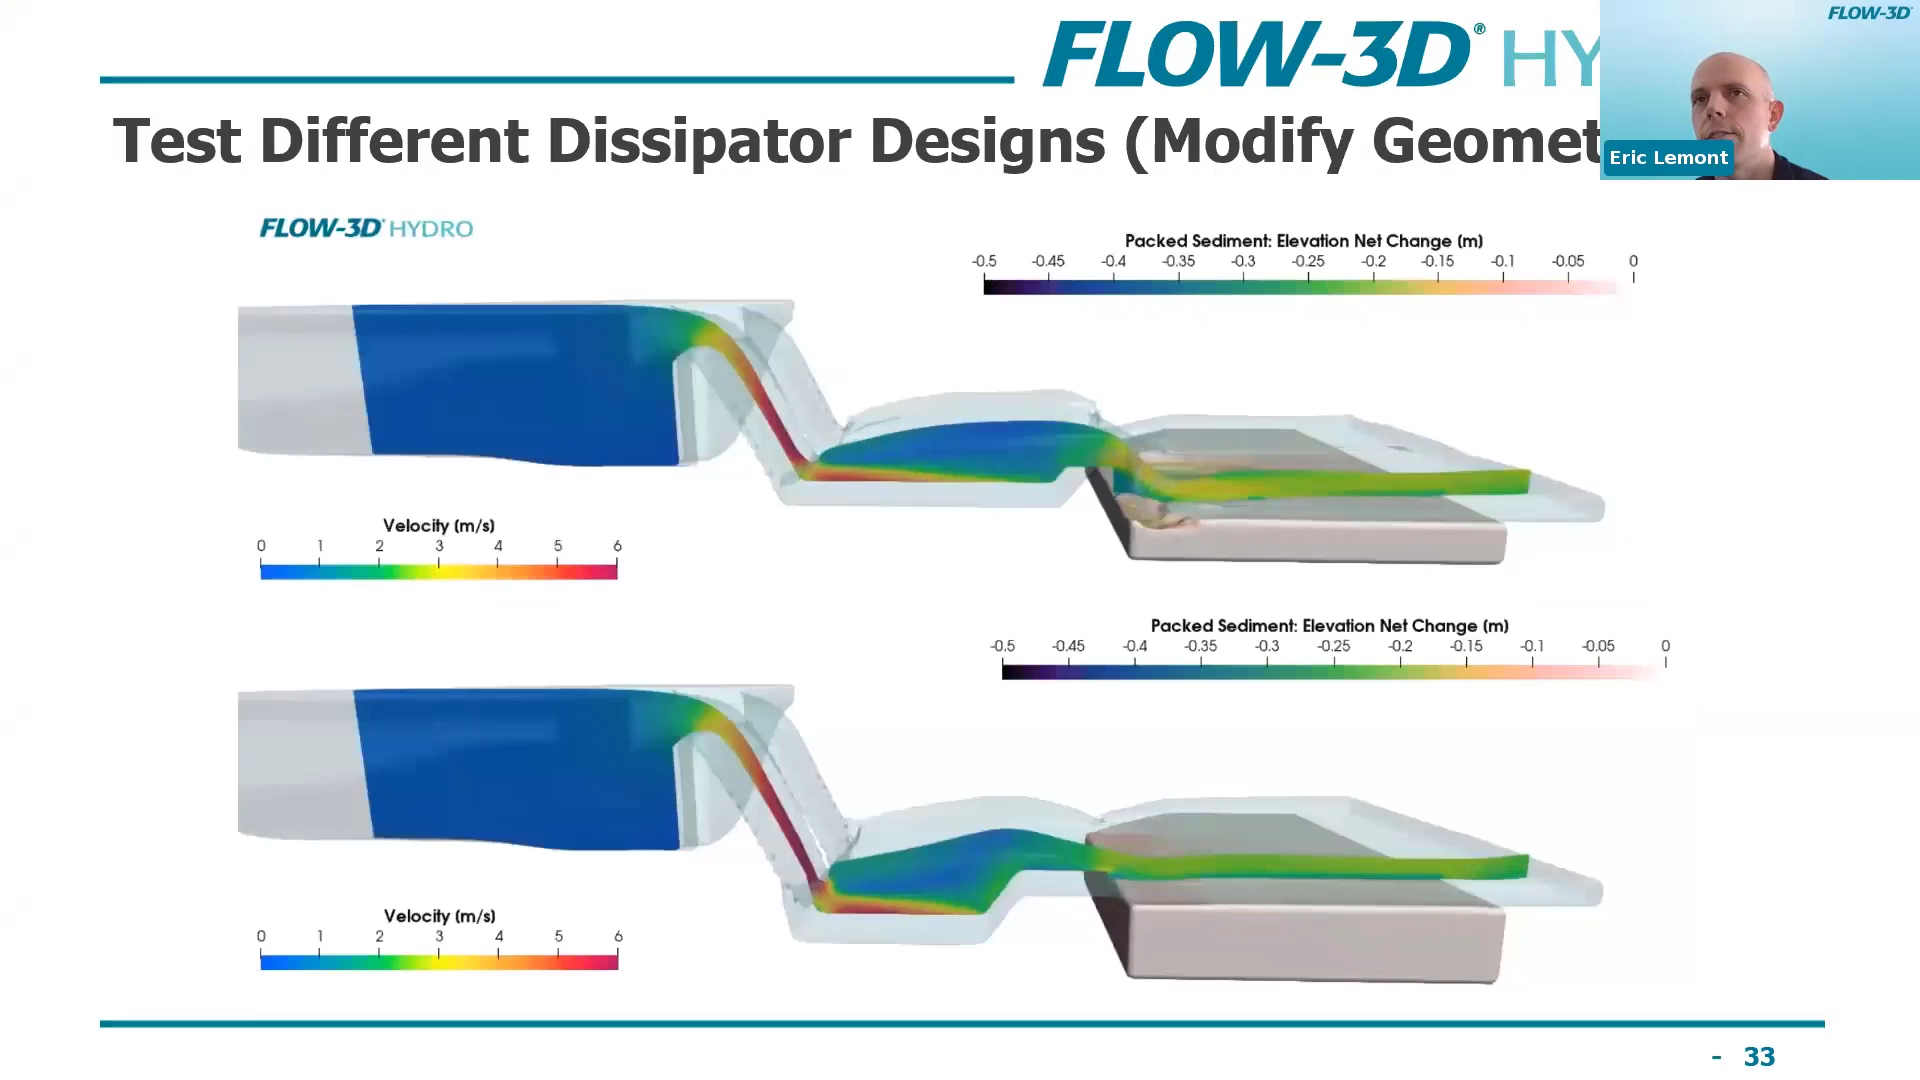 FLOW-3D® HY
FLOW-3D
Eric Lemont
Test Different Dissipator Designs (Modify Geomet
FLOW-3D HYDRO
Packed Sediment: Elevation Net Change (m)
-0.5 -0.45 -0.4 -0.35 -0.3 -0.25 -0.2 -0.15 -0.1 -0.05 0
Velocity (m/s)
0 1 2 3 4 5 6
Packed Sediment: Elevation Net Change (m)
-0.5 -0.45 -0.4 -0.35 -0.3 -0.25 -0.2 -0.15 -0.1 -0.05 0
Velocity (m/s)
0 1 2 3 4 5 6
- 33